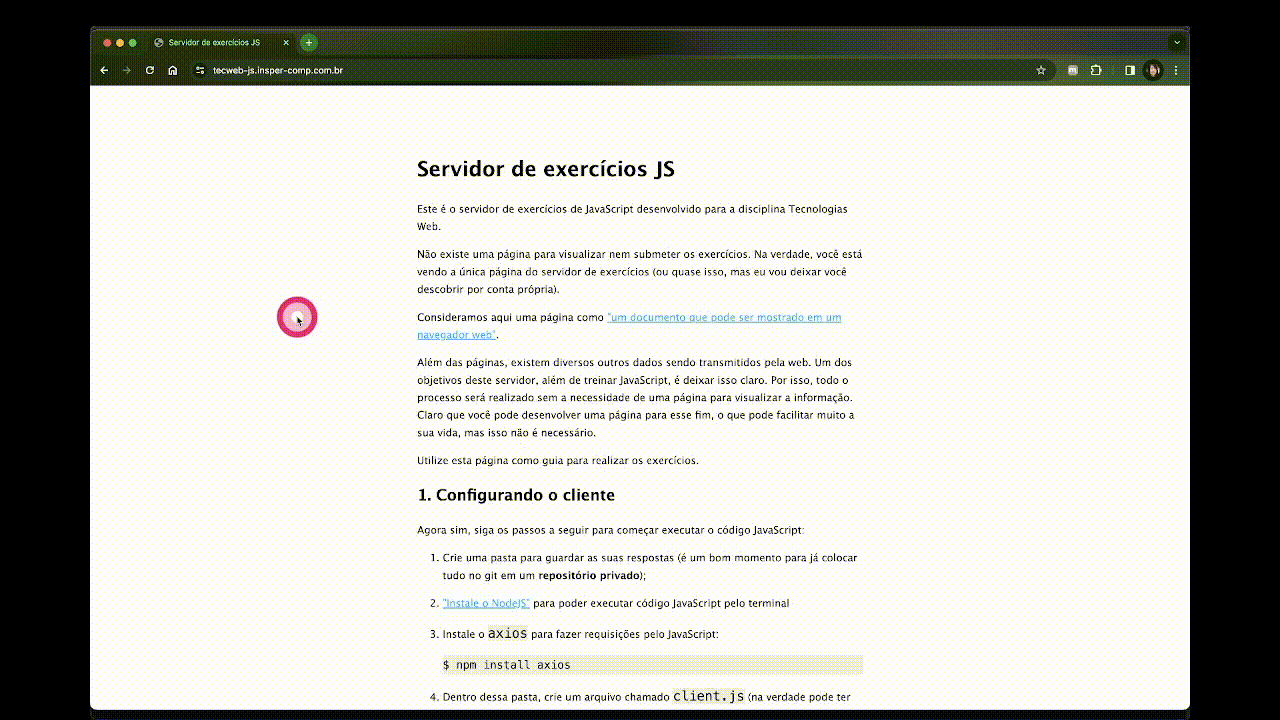 Servidor de exercícios JS
tecweb-js.insper-comp.com.br
Servidor de exercícios JS
Este é o servidor de exercícios de JavaScript desenvolvido para a disciplina Tecnologias
Web.
Não existe uma página para visualizar nem submeter os exercícios. Na verdade, você está
vendo a única página do servidor de exercícios (ou quase isso, mas eu vou deixar você
descobrir por conta própria).
Consideramos aqui uma página como "um documento que pode ser mostrado em um
navegador web".
Além das páginas, existem diversos outros dados sendo transmitidos pela web. Um dos
objetivos deste servidor, além de treinar JavaScript, é deixar isso claro. Por isso, todo o
processo será realizado sem a necessidade de uma página para visualizar a informação.
Claro que você pode desenvolver uma página para esse fim, o que pode facilitar muito a
sua vida, mas isso não é necessário.
Utilize esta página como guia para realizar os exercícios.
1. Configurando o cliente
Agora sim, siga os passos a seguir para começar executar o código JavaScript:
1. Crie uma pasta para guardar as suas respostas (é um bom momento para já colocar
tudo no git em um repositório privado);
2. "Instale o NodeJS" para poder executar código JavaScript pelo terminal
3. Instale o axios para fazer requisições pelo JavaScript:
$ npm install axios
4. Dentro dessa pasta, crie um arquivo chamado client.js (na verdade pode ter